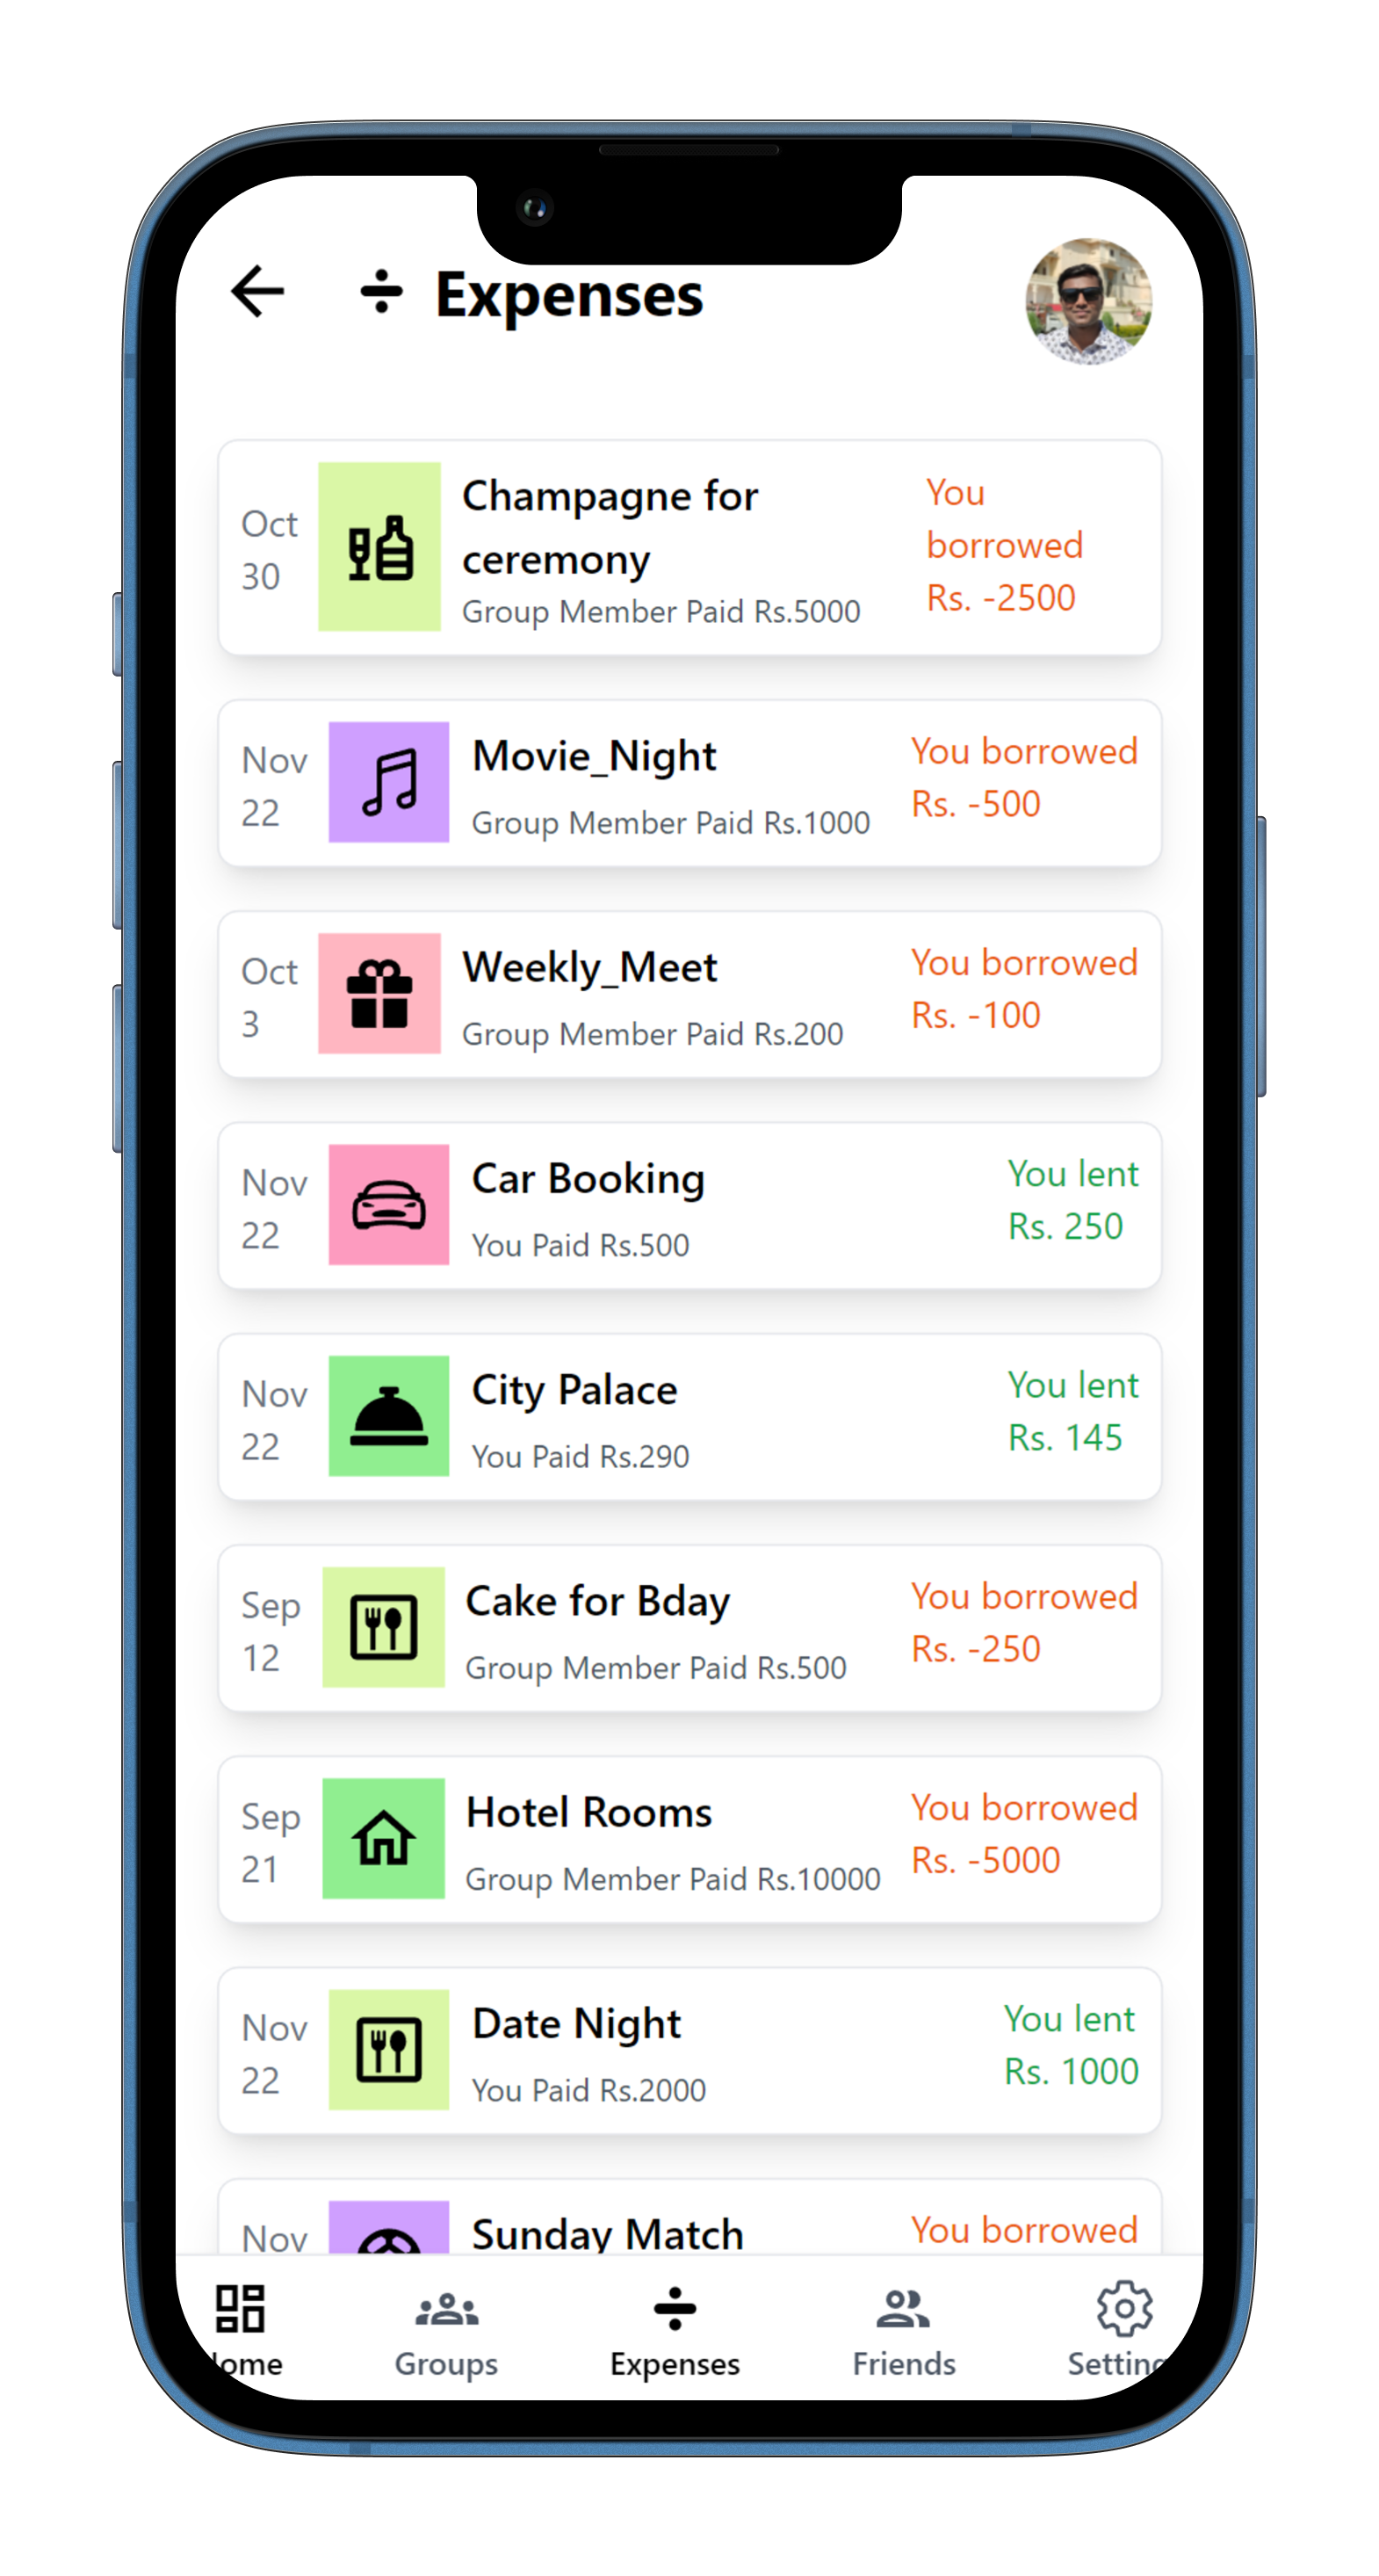 Expenses
Oct
30
Champagne for
ceremony
Group Member Paid Rs.5000
You
borrowed
Rs. -2500
Nov
22
Movie_Night
Group Member Paid Rs.1000
You borrowed
Rs. -500
Oct
3
Weekly_Meet
Group Member Paid Rs.200
You borrowed
Rs. -100
Nov
22
Car Booking
You Paid Rs.500
You lent
Rs. 250
Nov
22
City Palace
You Paid Rs.290
You lent
Rs. 145
Sep
12
Cake for Bday
Group Member Paid Rs.500
You borrowed
Rs. -250
Sep
21
Hotel Rooms
Group Member Paid Rs.10000
You borrowed
Rs. -5000
Nov
22
Date Night
You Paid Rs.2000
You lent
Rs. 1000
Nov
Sunday Match
You borrowed
ome
Groups
Expenses
Friends
Setting